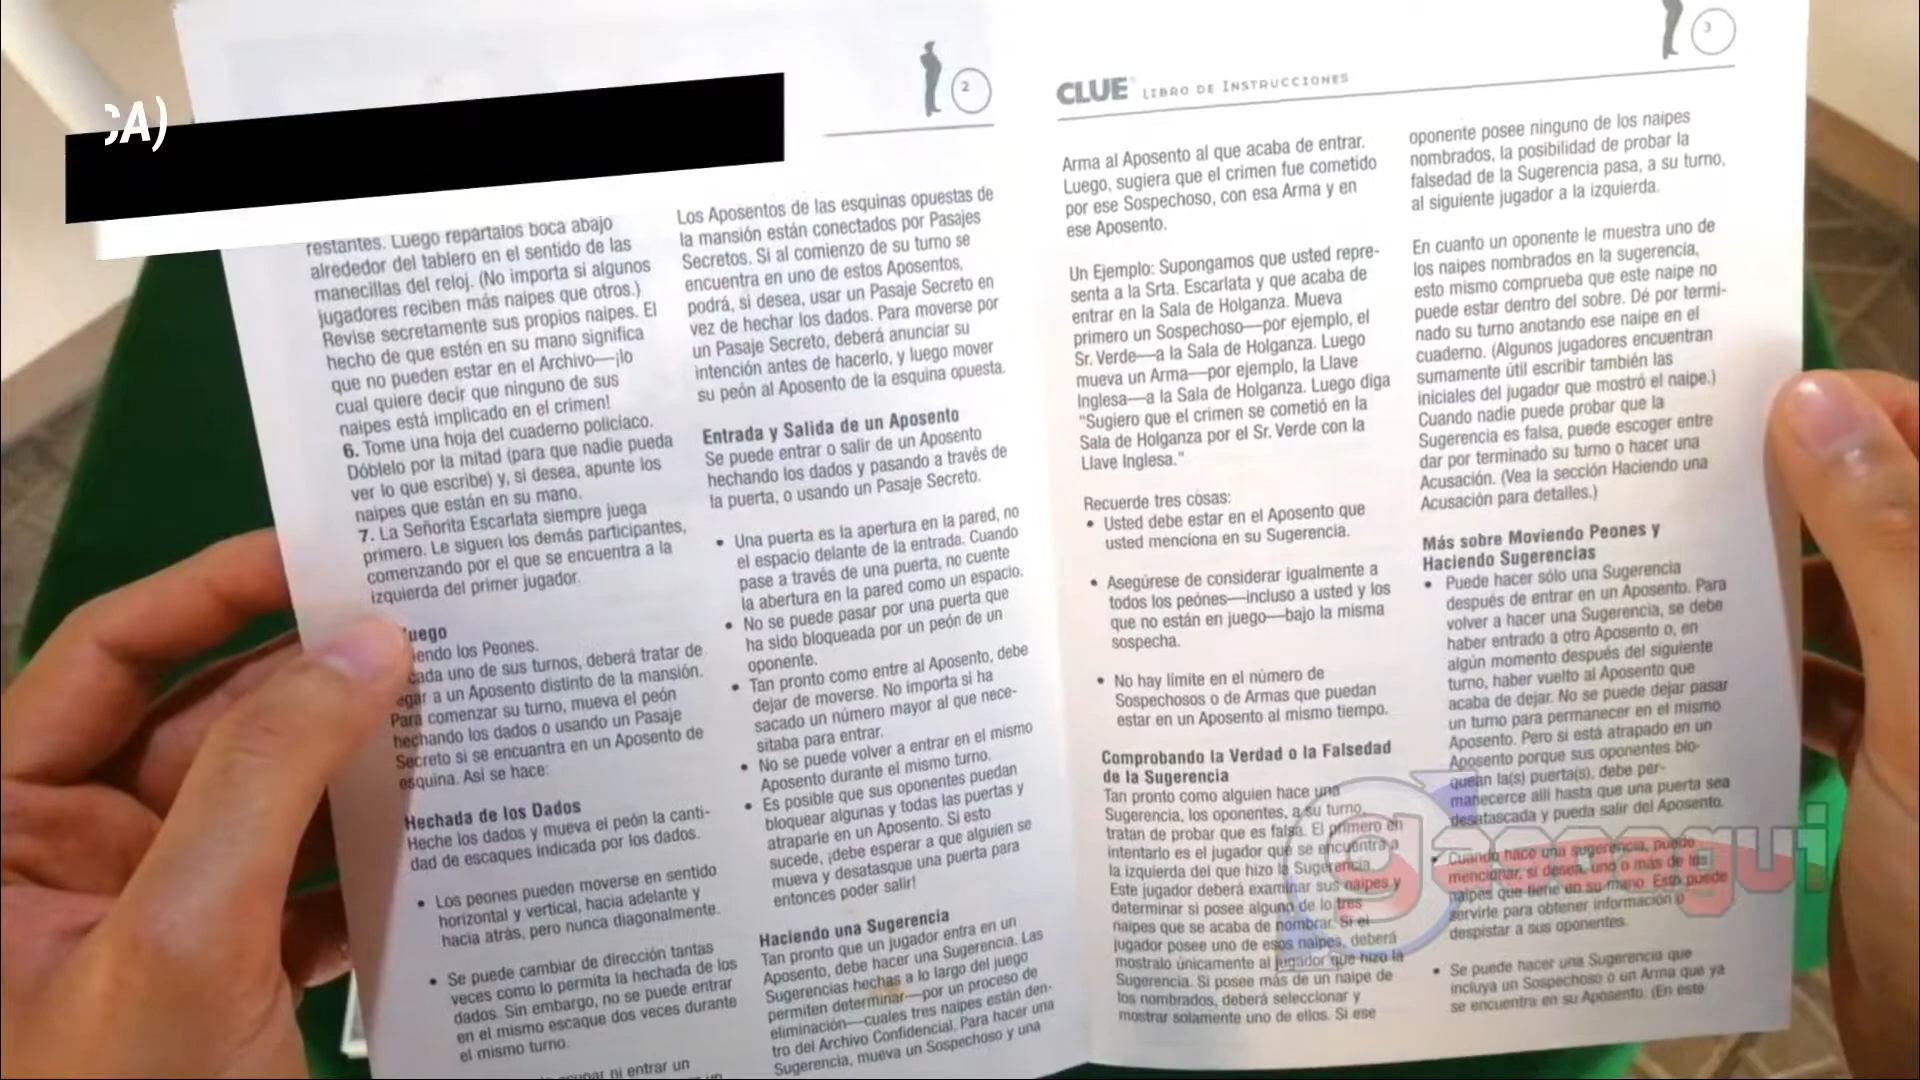 CA)
2
restantes. Luego repártalos boca abajo
alrededor del tablero en el sentido de las
manecillas del reloj. (No importa si algunos
jugadores reciben más naipes que otros.)
Revise secretamente sus propios naipes. El
hecho de que estén en su mano significa
que no pueden estar en el Archivo—¡lo
cual quiere decir que ninguno de sus
naipes está implicado en el crimen!
6. Tome una hoja del cuaderno policíaco.
Dóblelo por la mitad (para que nadie pueda
ver lo que escribe) y, si desea, apunte los
naipes que están en su mano.
7. La Señorita Escarlata siempre juega
primero. Le siguen los demás participantes,
comenzando por el que se encuentra a la
izquierda del primer jugador.
uego
endo los Peones.
cada uno de sus turnos, deberá tratar de
egar a un Aposento distinto de la mansión.
Para comenzar su turno, mueva el peón
hechando los dados o usando un Pasaje
Secreto si se encuantra en un Aposento de
esquina. Así se hace:
Hechada de los Dados
Heche los dados y mueva el peón la canti-
dad de escaques indicada por los dados.
• Los peones pueden moverse en sentido
horizontal y vertical, hacia adelante y
hacia atrás, pero nunca diagonalmente.
• Se puede cambiar de dirección tantas
veces como lo permita la hechada de los
dados. Sin embargo, no se puede entrar
en el mismo escaque dos veces durante
el mismo turno.
ni entrar un
Los Aposentos de las esquinas opuestas de
la mansión están conectados por Pasajes
Secretos. Si al comienzo de su turno se
encuentra en uno de estos Aposentos,
podrá, si desea, usar un Pasaje Secreto en
vez de hechar los dados. Para moverse por
un Pasaje Secreto, deberá anunciar su
intención antes de hacerlo, y luego mover
su peón al Aposento de la esquina opuesta.
Entrada y Salida de un Aposento
Se puede entrar o salir de un Aposento
hechando los dados y pasando a través de
la puerta, o usando un Pasaje Secreto.
• Una puerta es la apertura en la pared, no
el espacio delante de la entrada. Cuando
pase a través de una puerta, no cuente
la abertura en la pared como un espacio.
• No se puede pasar por una puerta que
ha sido bloqueada por un peón de un
oponente.
• Tan pronto como entre al Aposento, debe
dejar de moverse. No importa si ha
sacado un número mayor al que nece-
sitaba para entrar.
• No se puede volver a entrar en el mismo
Aposento durante el mismo turno.
• Es posible que sus oponentes puedan
bloquear algunas y todas las puertas y
atraparle en un Aposento. Si esto
sucede, ¡debe esperar a que alguien se
mueva y desatasque una puerta para
entonces poder salir!
Haciendo una Sugerencia
Tan pronto que un jugador entra en un
Aposento, debe hacer una Sugerencia. Las
Sugerencias hechas a lo largo del juego
permiten determinar—por un proceso de
eliminación—cuales tres naipes están den-
tro del Archivo Confidencial. Para hacer una
Sugerencia, mueva un Sospechoso y una
CLUE LIBRO DE INSTRUCCIONES
3
Arma al Aposento al que acaba de entrar.
Luego, sugiera que el crimen fue cometido
por ese Sospechoso, con esa Arma y en
ese Aposento.
Un Ejemplo: Supongamos que usted repre-
senta a la Srta. Escarlata y que acaba de
entrar en la Sala de Holganza. Mueva
primero un Sospechoso—por ejemplo, el
Sr. Verde—a la Sala de Holganza. Luego
mueva un Arma—por ejemplo, la Llave
Inglesa—a la Sala de Holganza. Luego diga
"Sugiero que el crimen se cometió en la
Sala de Holganza por el Sr. Verde con la
Llave Inglesa."
Recuerde tres cosas:
• Usted debe estar en el Aposento que
usted menciona en su Sugerencia.
• Asegúrese de considerar igualmente a
todos los peónes—incluso a usted y los
que no están en juego—bajo la misma
sospecha.
• No hay límite en el número de
Sospechosos o de Armas que puedan
estar en un Aposento al mismo tiempo.
Comprobando la Verdad o la Falsedad
de la Sugerencia
Tan pronto como alguien hace una
Sugerencia, los oponentes, a su turno,
tratan de probar que es falsa. El primero en
intentarlo es el jugador que se encuentra a
la izquierda del que hizo la Sugerencia.
Este jugador deberá examinar sus naipes y
determinar si posee alguno de lo tres
naipes que se acaba de nombrar. Si el
jugador posee uno de esos naipes, deberá
mostralo únicamente al jugador que hizo la
Sugerencia. Si posee más de un naipe de
los nombrados, deberá seleccionar y
mostrar solamente uno de ellos. Si ese
oponente posee ninguno de los naipes
nombrados, la posibilidad de probar la
falsedad de la Sugerencia pasa, a su turno,
al siguiente jugador a la izquierda.
En cuanto un oponente le muestra uno de
los naipes nombrados en la sugerencia,
esto mismo comprueba que este naipe no
puede estar dentro del sobre. Dé por termi-
nado su turno anotando ese naipe en el
cuaderno. (Algunos jugadores encuentran
sumamente útil escribir también las
iniciales del jugador que mostró el naipe.)
Cuando nadie puede probar que la
Sugerencia es falsa, puede escoger entre
dar por terminado su turno o hacer una
Acusación. (Vea la sección Haciendo una
Acusación para detalles.)
Más sobre Moviendo Peones y
Haciendo Sugerencias
• Puede hacer sólo una Sugerencia
después de entrar en un Aposento. Para
volver a hacer una Sugerencia, se debe
haber entrado a otro Aposento o, en
algún momento después del siguiente
turno, haber vuelto al Aposento que
acaba de dejar. No se puede dejar pasar
un turno para permanecer en el mismo
Aposento. Pero si está atrapado en un
Aposento porque sus oponentes blo-
quean la(s) puerta(s), debe per-
manecerce allí hasta que una puerta sea
desatascada y pueda salir del Aposento.
• Cuando hace una sugerencia, puede
mencionar, si desea, uno o más de los
naipes que tiene en su mano. Esto puede
servirle para obtener información o
despistar a sus oponentes.
• Se puede hacer una Sugerencia que
incluya un Sospechoso o un Arma que ya
se encuentra en su Aposento. (En este